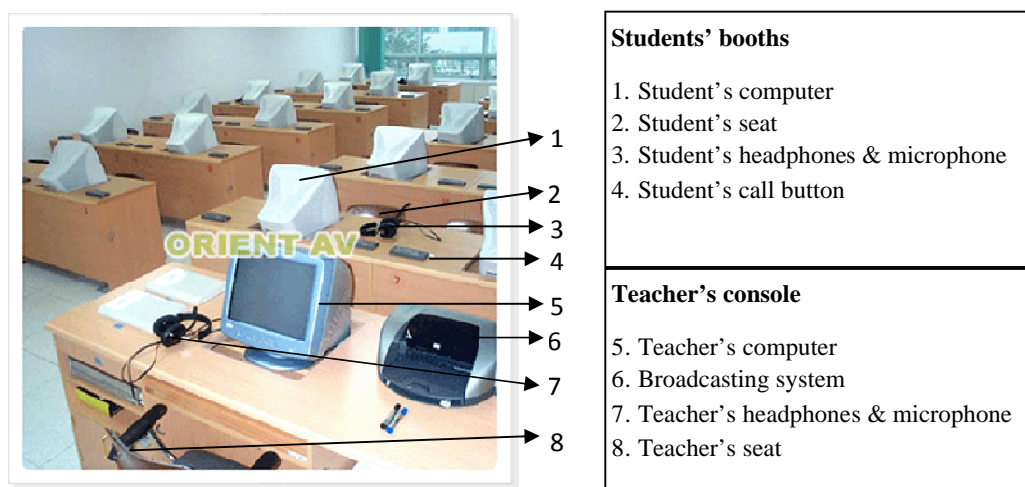 ORIENT AV
1
2
3
4
5
6
7
8
Students’ booths
1. Student’s computer
2. Student’s seat
3. Student’s headphones & microphone
4. Student’s call button
Teacher’s console
5. Teacher’s computer
6. Broadcasting system
7. Teacher’s headphones & microphone
8. Teacher’s seat